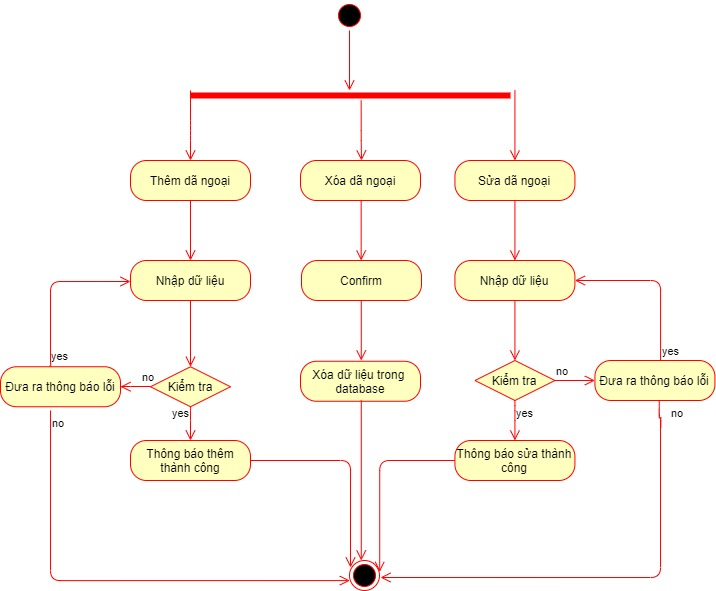 Thêm dã ngoại
Xóa dã ngoại
Sửa dã ngoại
Nhập dữ liệu
Confirm
Nhập dữ liệu
yes
yes
Đưa ra thông báo lỗi
no
Kiểm tra
Xóa dữ liệu trong
database
Kiểm tra
no
Đưa ra thông báo lỗi
no
yes
yes
no
Thông báo thêm
thành công
Thông báo sửa thành
công